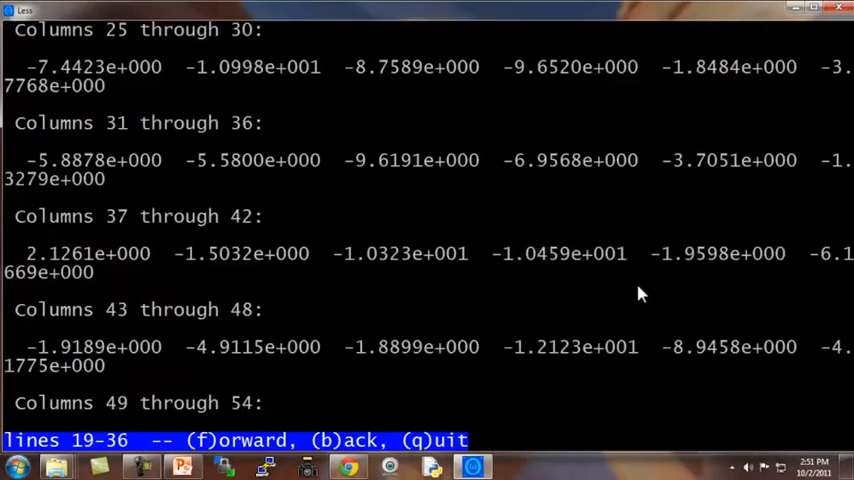 Less
Columns 25 through 30:
-7.4423e+000 -1.0998e+001 -8.7589e+000 -9.6520e+000 -1.8484e+000 -3.
7768e+000
Columns 31 through 36:
-5.8878e+000 -5.5800e+000 -9.6191e+000 -6.9568e+000 -3.7051e+000 -1.
3279e+000
Columns 37 through 42:
2.1261e+000 -1.5032e+000 -1.0323e+001 -1.0459e+001 -1.9598e+000 -6.1
669e+000
Columns 43 through 48:
-1.9189e+000 -4.9115e+000 -1.8899e+000 -1.2123e+001 -8.9458e+000 -4.
1775e+000
Columns 49 through 54:
lines 19-36 -- (f)orward, (b)ack, (q)uit
2:51 PM
10/2/2011